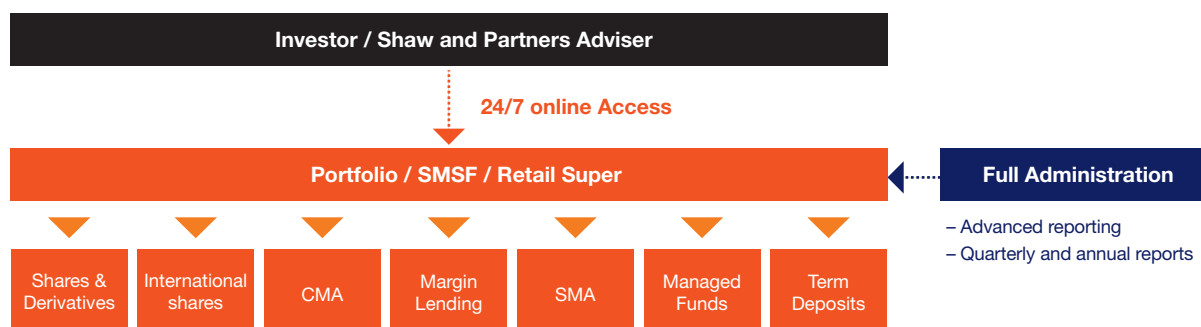 Investor / Shaw and Partners Adviser
24/7 online Access
Portfolio / SMSF / Retail Super
Full Administration
– Advanced reporting
– Quarterly and annual reports
Shares &
Derivatives
International
shares
CMA
Margin
Lending
SMA
Managed
Funds
Term
Deposits